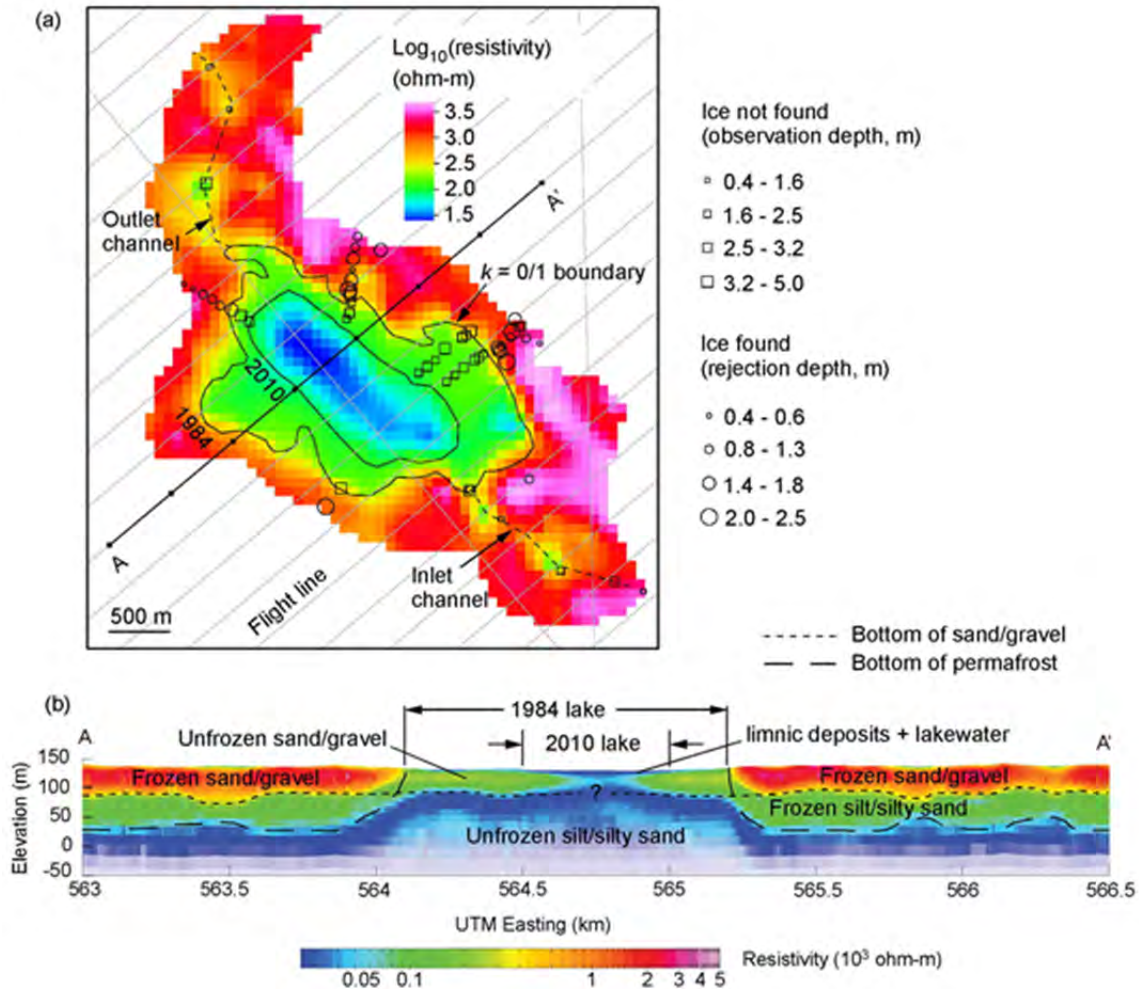 (a)
Log10(resistivity)
(ohm-m)
3.5
3.0
2.5
2.0
1.5
A'
Outlet
channel
k = 0/1 boundary
2010
1984
A
Inlet
channel
Flight line
500 m
Ice not found
(observation depth, m)
0.4 - 1.6
1.6 - 2.5
2.5 - 3.2
3.2 - 5.0
Ice found
(rejection depth, m)
0.4 - 0.6
0.8 - 1.3
1.4 - 1.8
2.0 - 2.5
Bottom of sand/gravel
Bottom of permafrost
(b)
1984 lake
A
Unfrozen sand/gravel
2010 lake
limnic deposits + lakewater
A'
150
100
50
0
-50
Elevation (m)
Frozen sand/gravel
Frozen sand/gravel
?
Frozen silt/silty sand
Unfrozen silt/silty sand
563 563.5 564 564.5 565 565.5 566 566.5
UTM Easting (km)
Resistivity (10³ ohm-m)
0.05 0.1 1 2 3 4 5